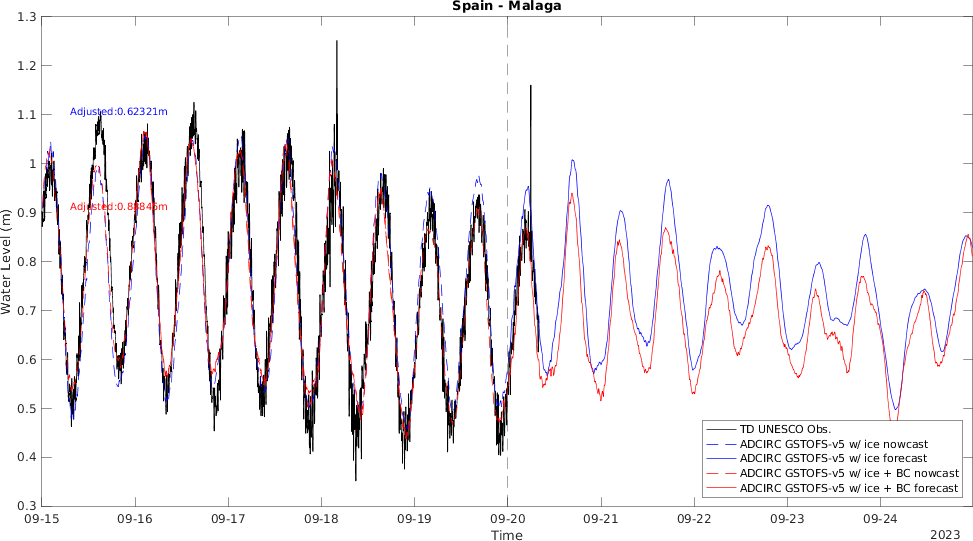 Spain - Malaga
1.3
1.2
1.1
1
0.9
0.8
0.7
0.6
0.5
0.4
0.3
Water Level (m)
Adjusted:0.62321m
Adjusted:0.88846m
TD UNESCO Obs.
ADCIRC GSTOFS-v5 w/ ice nowcast
ADCIRC GSTOFS-v5 w/ ice forecast
ADCIRC GSTOFS-v5 w/ ice + BC nowcast
ADCIRC GSTOFS-v5 w/ ice + BC forecast
09-15 09-16 09-17 09-18 09-19 09-20 09-21 09-22 09-23 09-24
Time
2023